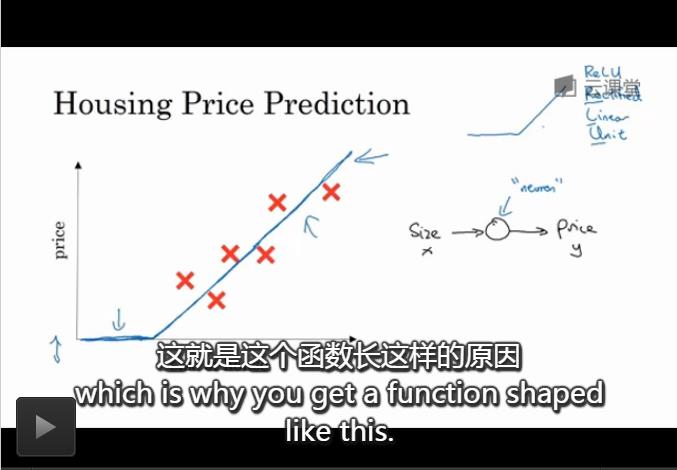 ReLU
云课堂
Rectified
Linear
Unit
Housing Price Prediction
"neuron"
size
x
price
y
price
这就是这个函数长这样的原因
which is why you get a function shaped
like this.